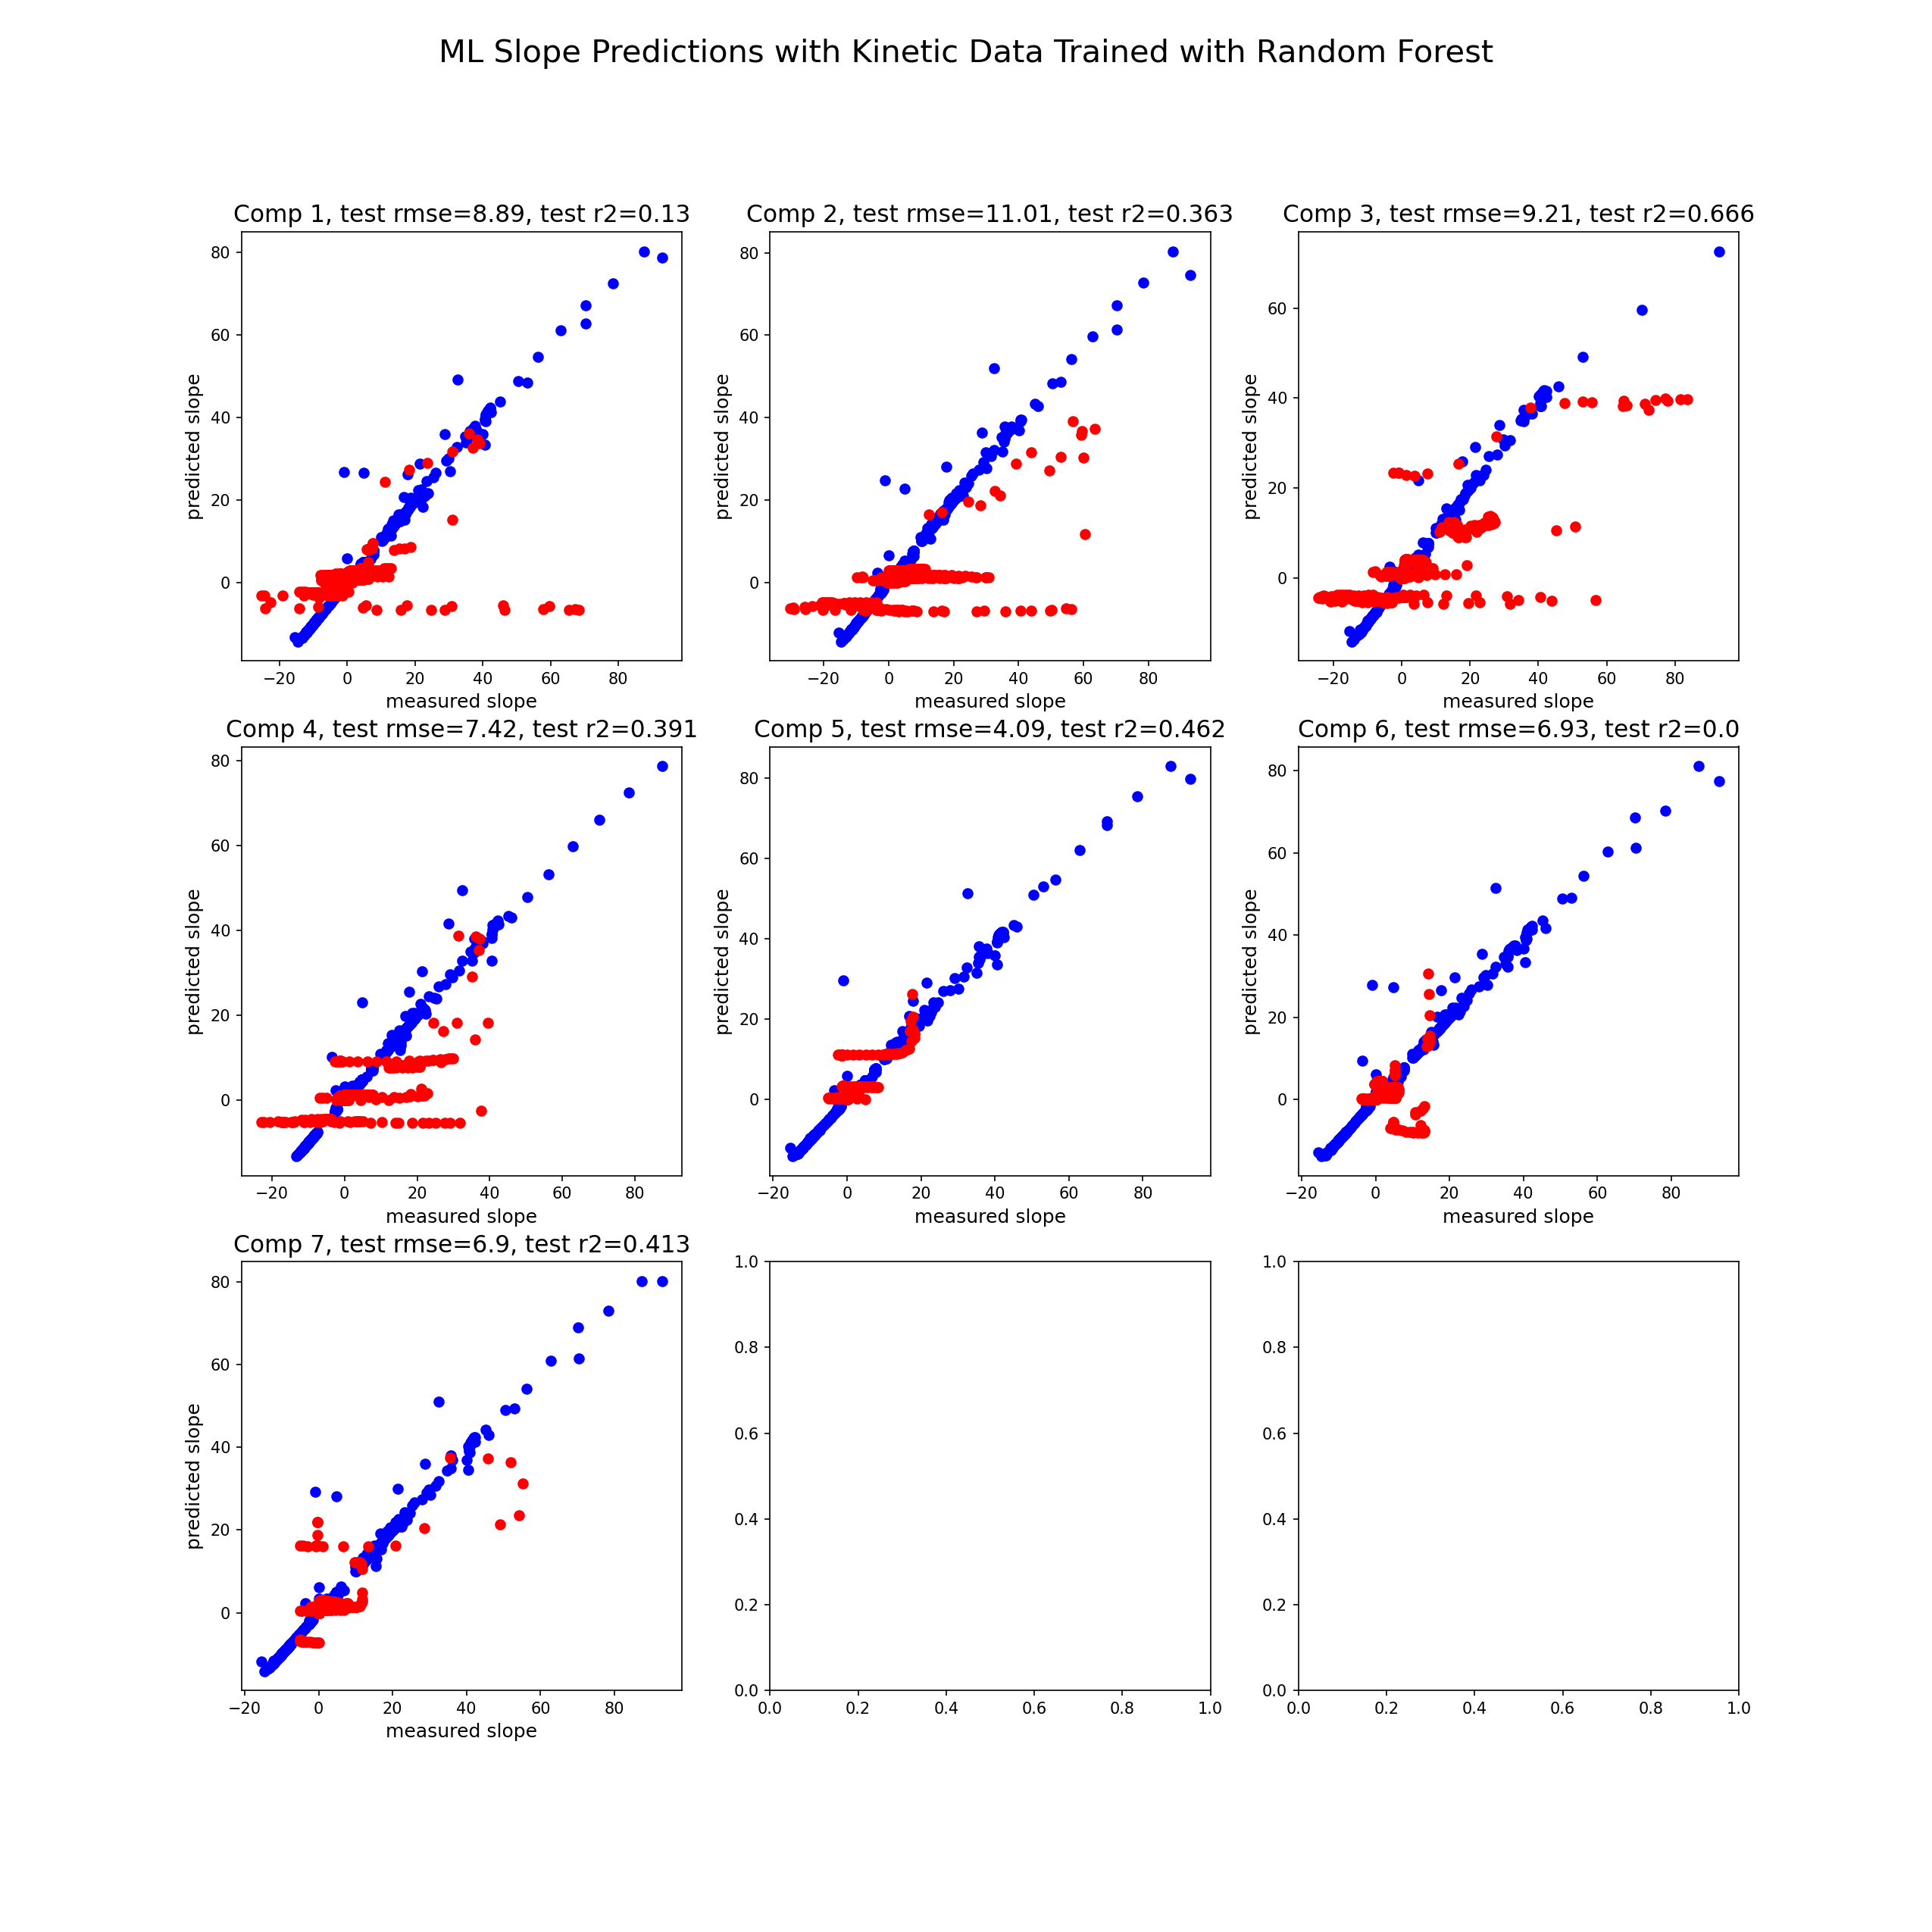 ML Slope Predictions with Kinetic Data Trained with Random Forest
Comp 1, test rmse=8.89, test r2=0.13
80
60
40
20
0
predicted slope
−20 0 20 40 60 80
measured slope
Comp 2, test rmse=11.01, test r2=0.363
80
60
40
20
0
predicted slope
−20 0 20 40 60 80
measured slope
Comp 3, test rmse=9.21, test r2=0.666
60
40
20
0
predicted slope
−20 0 20 40 60 80
measured slope
Comp 4, test rmse=7.42, test r2=0.391
80
60
40
20
0
predicted slope
−20 0 20 40 60 80
measured slope
Comp 5, test rmse=4.09, test r2=0.462
80
60
40
20
0
predicted slope
−20 0 20 40 60 80
measured slope
Comp 6, test rmse=6.93, test r2=0.0
80
60
40
20
0
predicted slope
−20 0 20 40 60 80
measured slope
Comp 7, test rmse=6.9, test r2=0.413
80
60
40
20
0
predicted slope
−20 0 20 40 60 80
measured slope
1.0
0.8
0.6
0.4
0.2
0.0
0.0 0.2 0.4 0.6 0.8 1.0
1.0
0.8
0.6
0.4
0.2
0.0
0.0 0.2 0.4 0.6 0.8 1.0